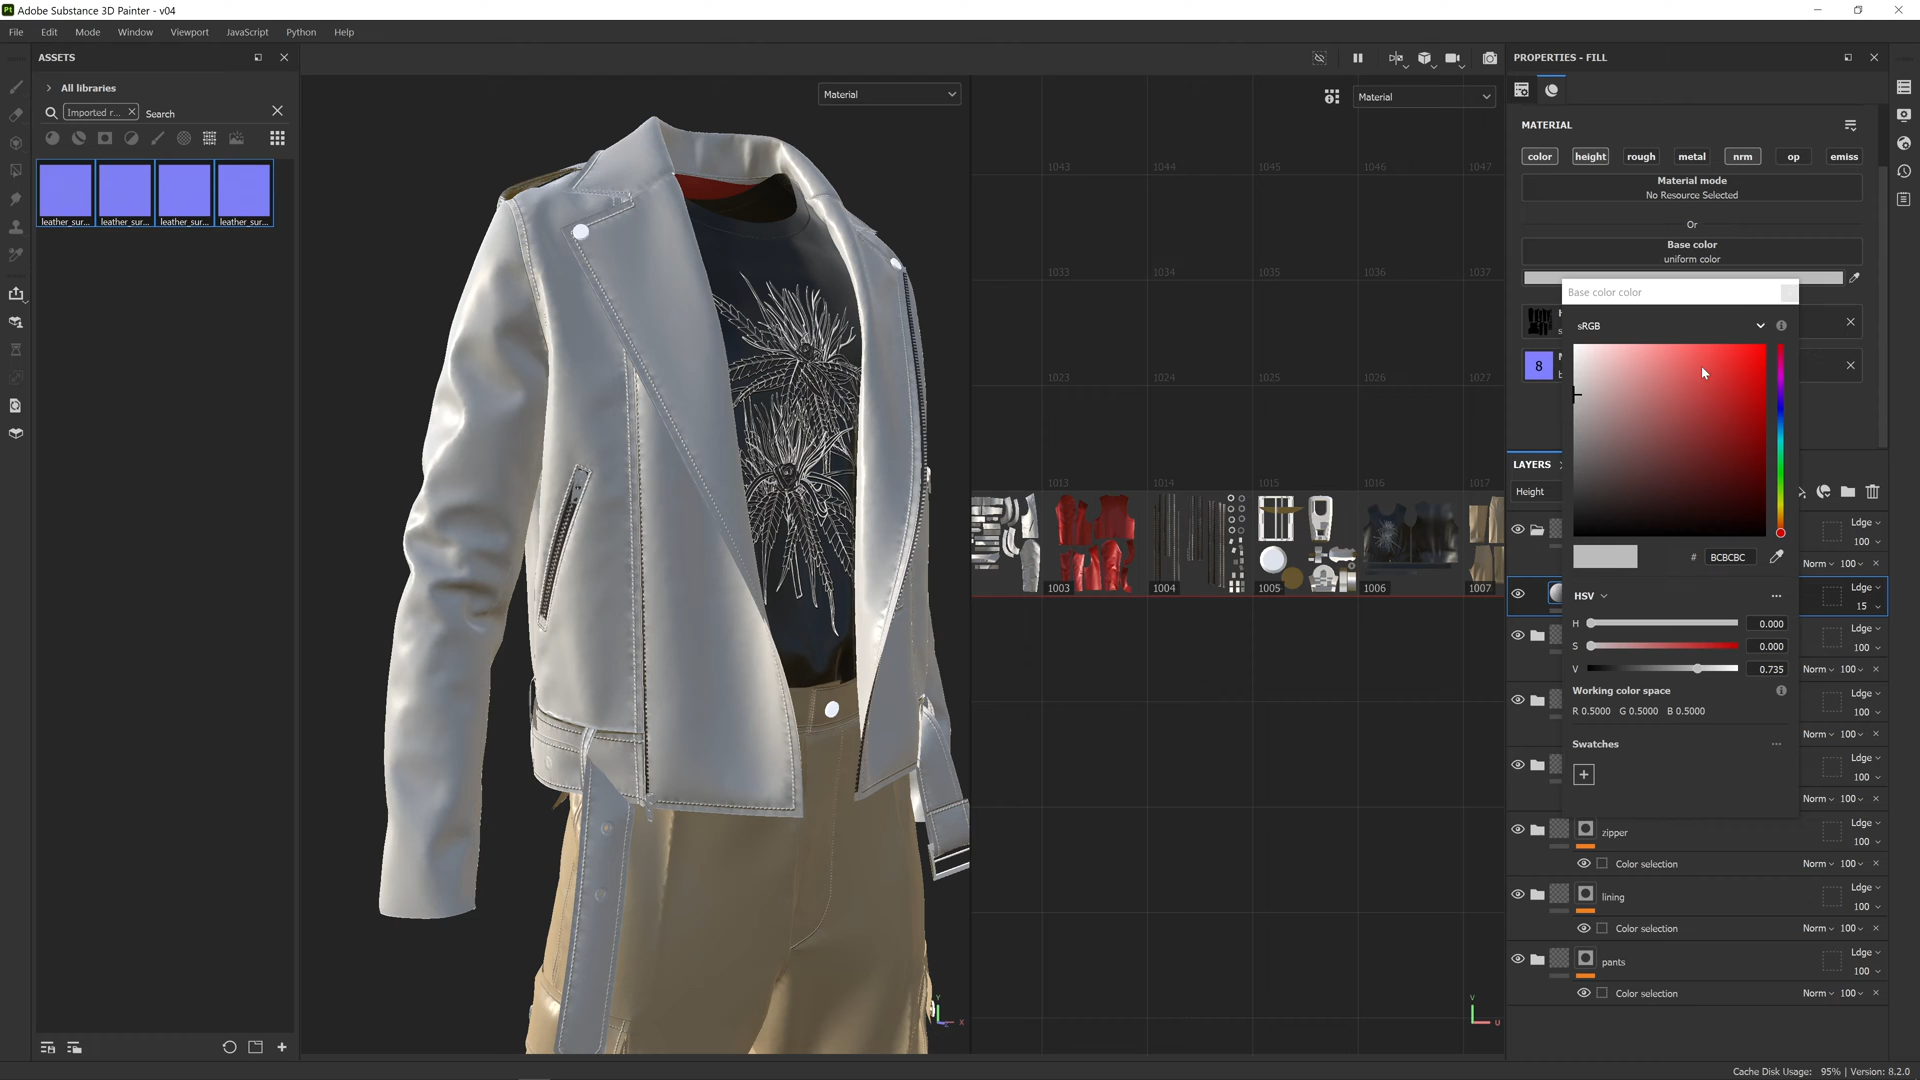 Adobe Substance 3D Painter - v04
File Edit Mode Window Viewport JavaScript Python Help
ASSETS
All libraries
Imported r...
Search
leather_sur...
leather_sur...
leather_sur...
leather_sur...
Material
Material
1043
1044
1045
1046
1047
1033
1034
1035
1036
1037
1023
1024
1025
1026
1027
1013
1014
1015
1016
1017
1003
1004
1005
1006
1007
Y
X
V
U
PROPERTIES - FILL
MATERIAL
color height rough metal nrm op emiss
Material mode
No Resource Selected
Or
Base color
uniform color
Base color color
sRGB
8
# BCBCBC
HSV
H 0.000
S 0.000
V 0.735
Working color space
R 0.5000 G 0.5000 B 0.5000
Swatches
LAYERS
Height
Ldge
100
Norm 100
Ldge
15
Ldge
100
Norm 100
Ldge
100
Norm 100
Ldge
100
Norm 100
zipper
Ldge
100
Color selection
Norm 100
lining
Ldge
100
Color selection
Norm 100
pants
Ldge
100
Color selection
Norm 100
Cache Disk Usage: 95% | Version: 8.2.0